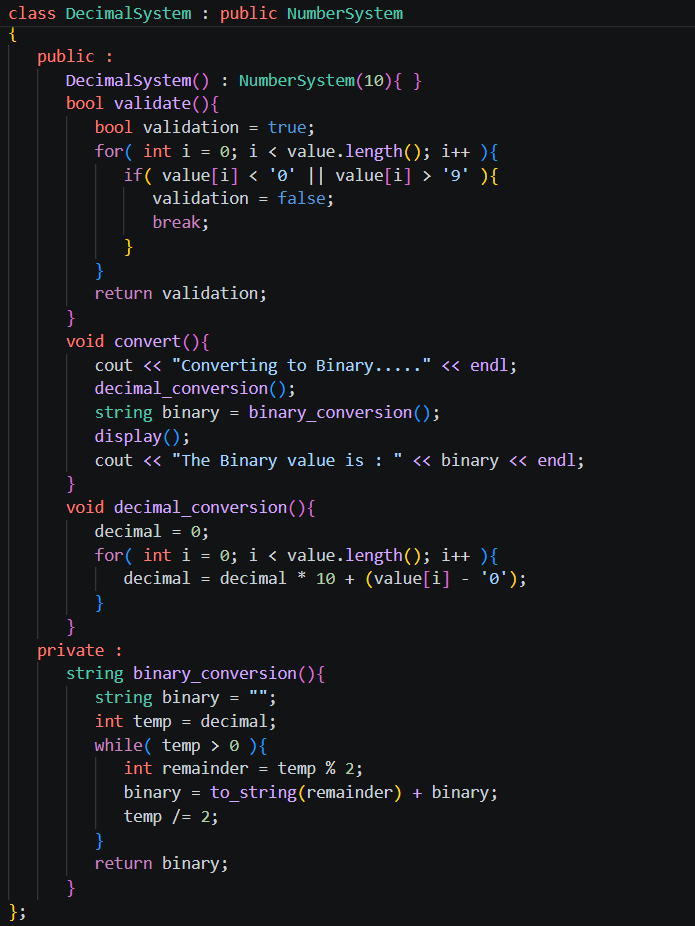 class DecimalSystem : public NumberSystem
{
public :
DecimalSystem() : NumberSystem(10){ }
bool validate(){
bool validation = true;
for( int i = 0; i < value.length(); i++ ){
if( value[i] < '0' || value[i] > '9' ){
validation = false;
break;
}
}
return validation;
}
void convert(){
cout << "Converting to Binary....." << endl;
decimal_conversion();
string binary = binary_conversion();
display();
cout << "The Binary value is : " << binary << endl;
}
void decimal_conversion(){
decimal = 0;
for( int i = 0; i < value.length(); i++ ){
decimal = decimal * 10 + (value[i] - '0');
}
}
private :
string binary_conversion(){
string binary = "";
int temp = decimal;
while( temp > 0 ){
int remainder = temp % 2;
binary = to_string(remainder) + binary;
temp /= 2;
}
return binary;
}
};